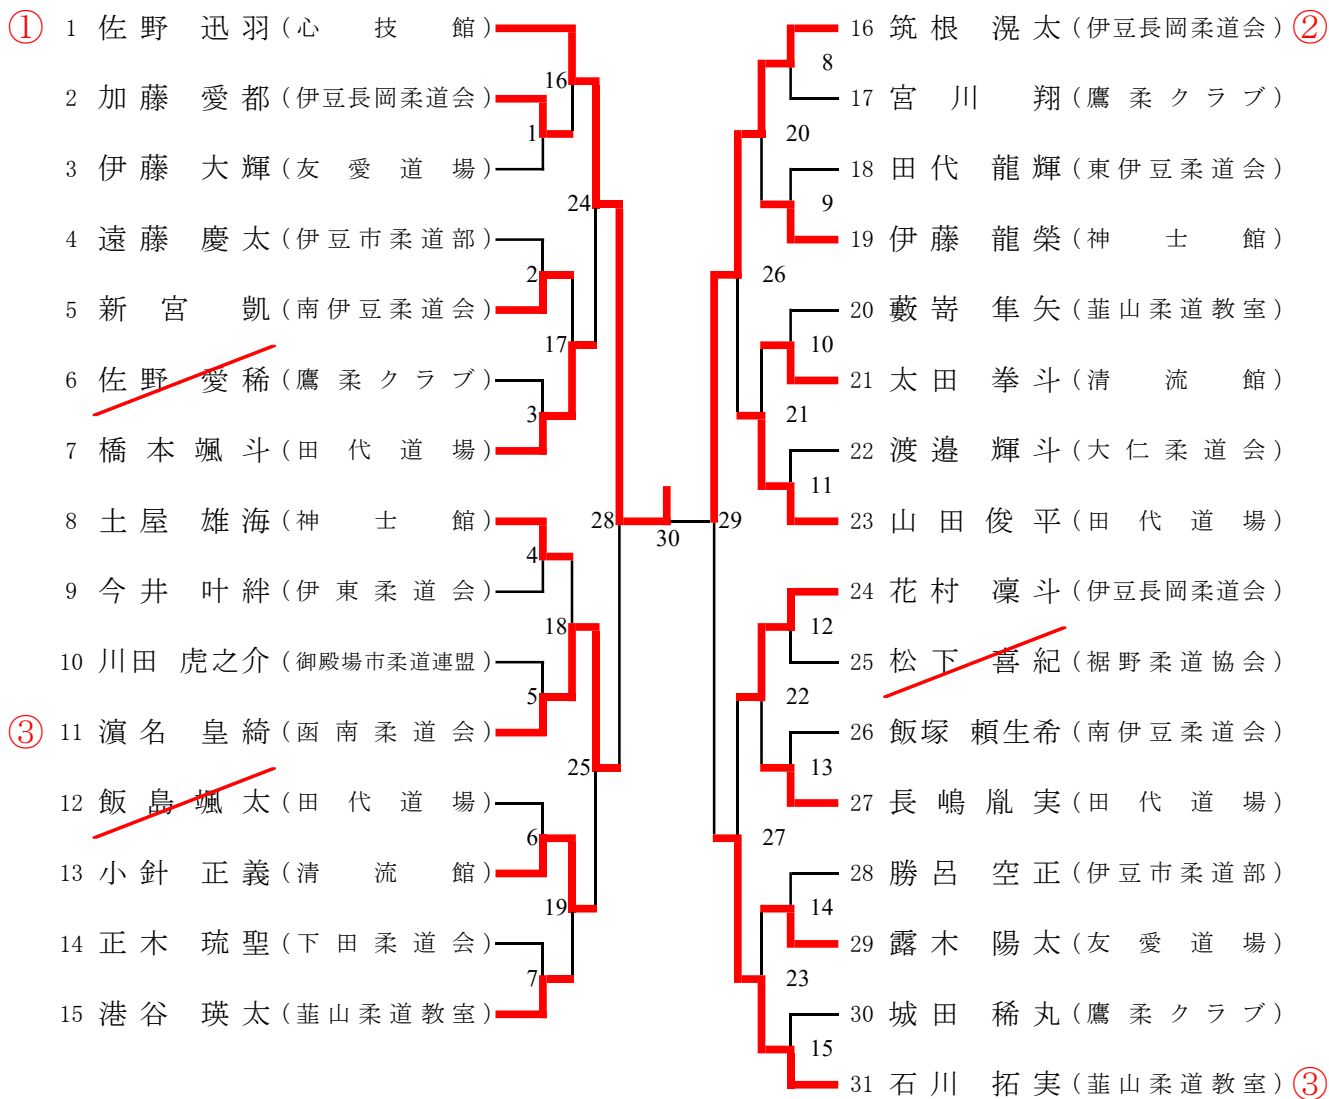 ① 1 佐野 迅羽 (心技館)
2 加藤 愛都 (伊豆長岡柔道会)
3 伊藤 大輝 (友愛道場)
4 遠藤 慶太 (伊豆市柔道部)
5 新宮 凱 (南伊豆柔道会)
6 佐野 愛稀 (鷹柔クラブ)
7 橋本 颯斗 (田代道場)
8 土屋 雄海 (神士館)
9 今井 叶絆 (伊東柔道会)
10 川田 虎之介 (御殿場市柔道連盟)
③ 11 濵名 皇綺 (函南柔道会)
12 飯島 颯太 (田代道場)
13 小針 正義 (清流館)
14 正木 琉聖 (下田柔道会)
15 港谷 瑛太 (韮山柔道教室)
16
1
24
2
17
3
28
4
18
5
25
6
19
7
30
29
8
20
9
26
10
21
11
12
22
13
27
14
23
15
16 筑根 滉太 (伊豆長岡柔道会) ②
17 宮川 翔 (鷹柔クラブ)
18 田代 龍輝 (東伊豆柔道会)
19 伊藤 龍榮 (神士館)
20 藪嵜 隼矢 (韮山柔道教室)
21 太田 拳斗 (清流館)
22 渡邉 輝斗 (大仁柔道会)
23 山田 俊平 (田代道場)
24 花村 凜斗 (伊豆長岡柔道会)
25 松下 喜紀 (裾野柔道協会)
26 飯塚 頼生希 (南伊豆柔道会)
27 長嶋 胤実 (田代道場)
28 勝呂 空正 (伊豆市柔道部)
29 露木 陽太 (友愛道場)
30 城田 稀丸 (鷹柔クラブ)
31 石川 拓実 (韮山柔道教室) ③